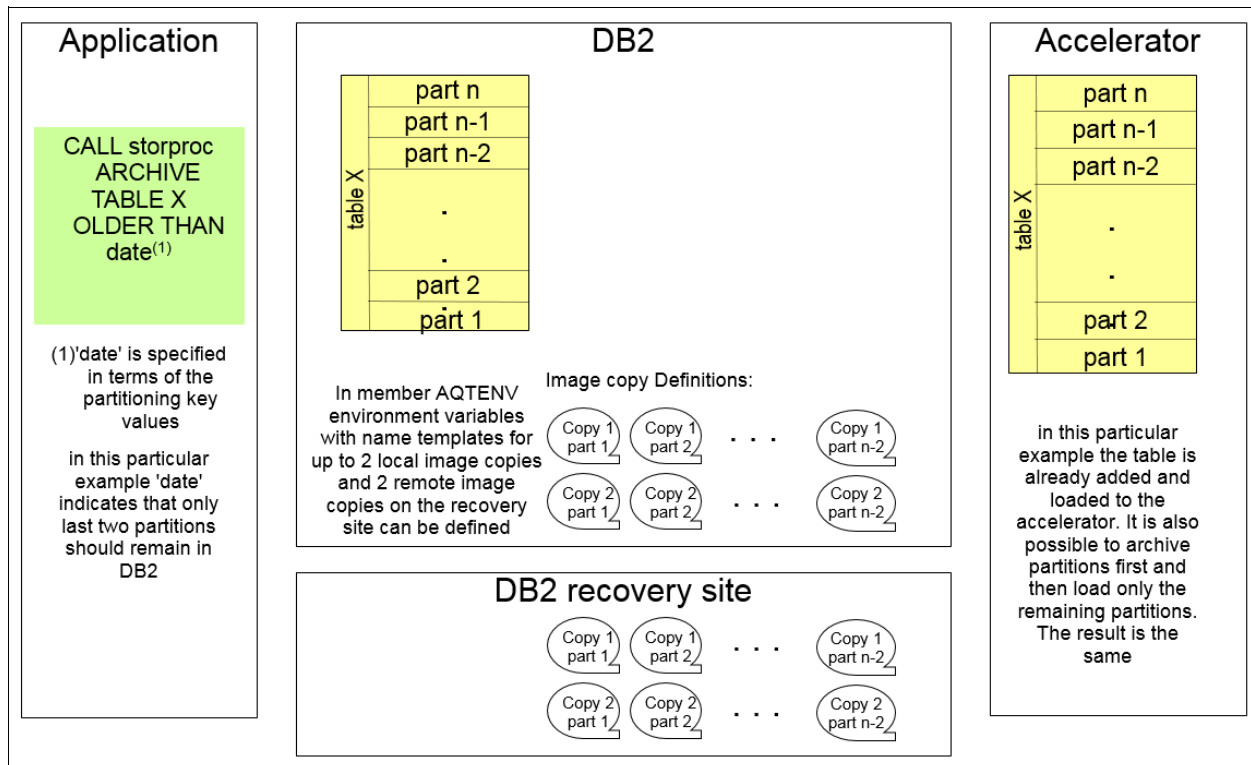 Application
CALL storproc
ARCHIVE
TABLE X
OLDER THAN
date(1)
(1)'date' is specified
in terms of the
partitioning key
values
in this particular
example 'date'
indicates that only
last two partitions
should remain in
DB2
DB2
table X
part n
part n-1
part n-2
.
.
part 2
part 1
In member AQTENV
environment variables
with name templates for
up to 2 local image copies
and 2 remote image
copies on the recovery
site can be defined
Image copy Definitions:
Copy 1
part 1
Copy 1
part 2
. . .
Copy 1
part n-2
Copy 2
part 1
Copy 2
part 2
. . .
Copy 2
part n-2
DB2 recovery site
Copy 1
part 1
Copy 1
part 2
. . .
Copy 1
part n-2
Copy 2
part 1
Copy 2
part 2
. . .
Copy 2
part n-2
Accelerator
table X
part n
part n-1
part n-2
.
.
part 2
part 1
in this particular
example the table is
already added and
loaded to the
accelerator. It is also
possible to archive
partitions first and
then load only the
remaining partitions.
The result is the
same